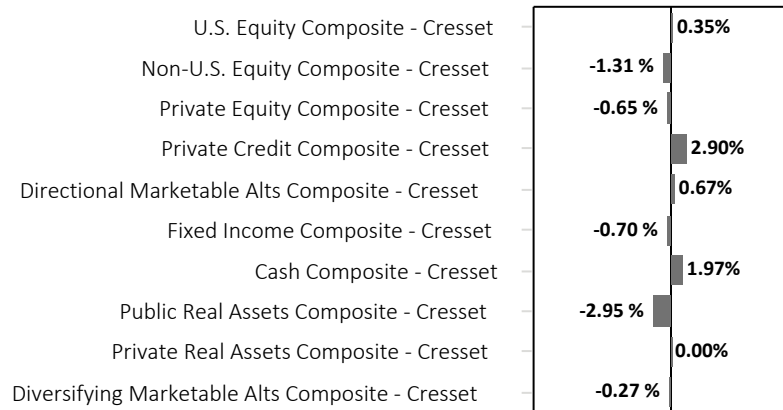 U.S. Equity Composite - Cresset 0.35%
Non-U.S. Equity Composite - Cresset -1.31 %
Private Equity Composite - Cresset -0.65 %
Private Credit Composite - Cresset 2.90%
Directional Marketable Alts Composite - Cresset 0.67%
Fixed Income Composite - Cresset -0.70 %
Cash Composite - Cresset 1.97%
Public Real Assets Composite - Cresset -2.95 %
Private Real Assets Composite - Cresset 0.00%
Diversifying Marketable Alts Composite - Cresset -0.27 %